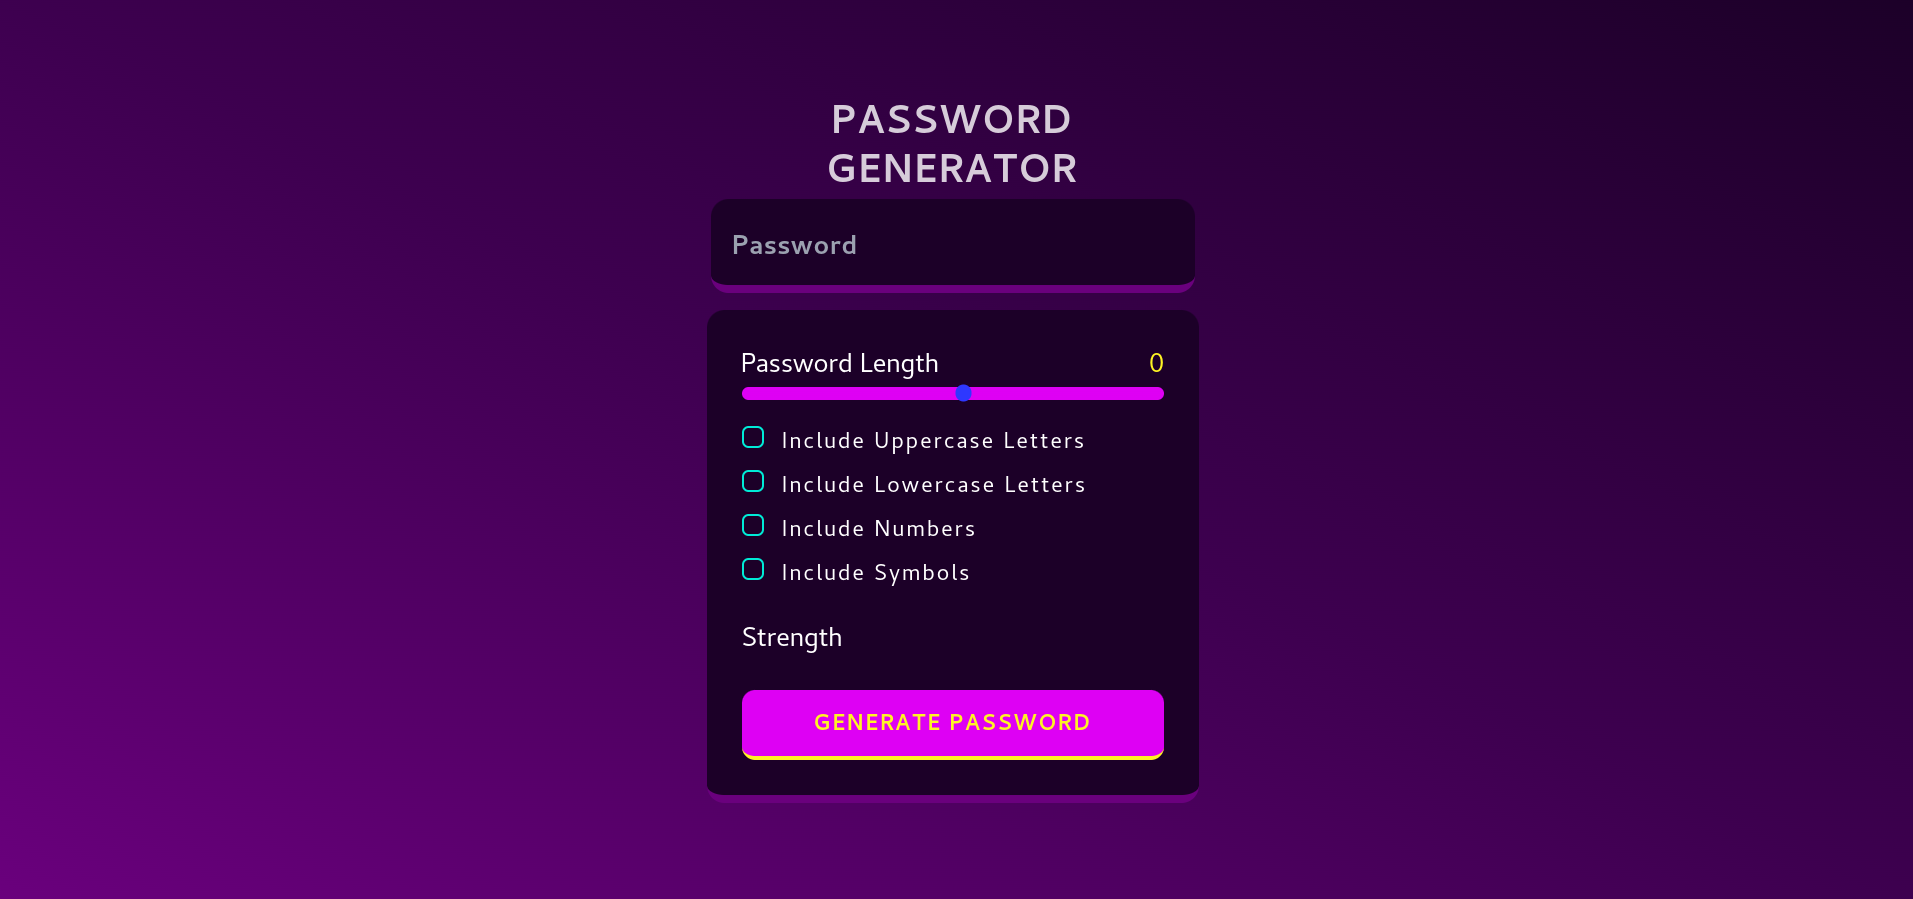 PASSWORD
GENERATOR
Password
Password Length 0
Include Uppercase Letters
Include Lowercase Letters
Include Numbers
Include Symbols
Strength
GENERATE PASSWORD